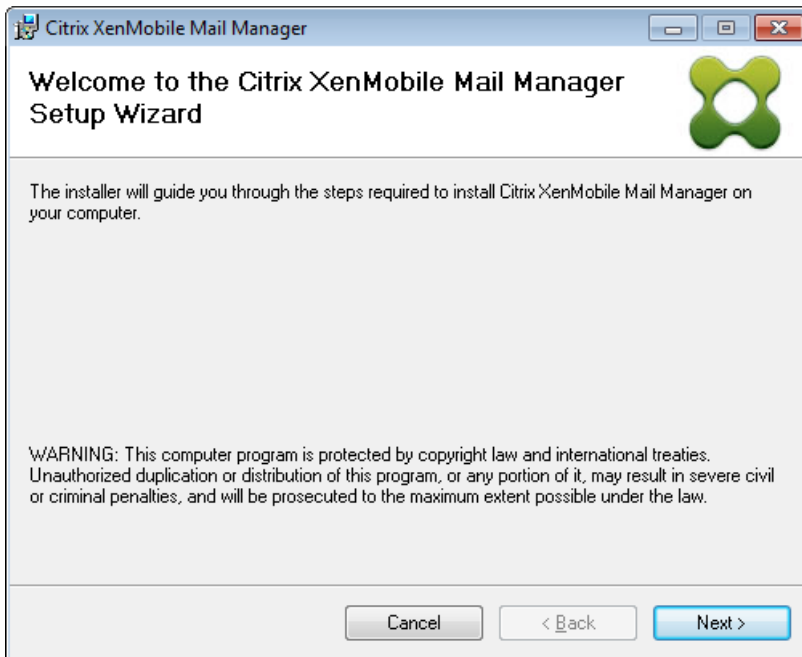 Citrix XenMobile Mail Manager
Welcome to the Citrix XenMobile Mail Manager
Setup Wizard
The installer will guide you through the steps required to install Citrix XenMobile Mail Manager on
your computer.
WARNING: This computer program is protected by copyright law and international treaties.
Unauthorized duplication or distribution of this program, or any portion of it, may result in severe civil
or criminal penalties, and will be prosecuted to the maximum extent possible under the law.
Cancel
< Back
Next >